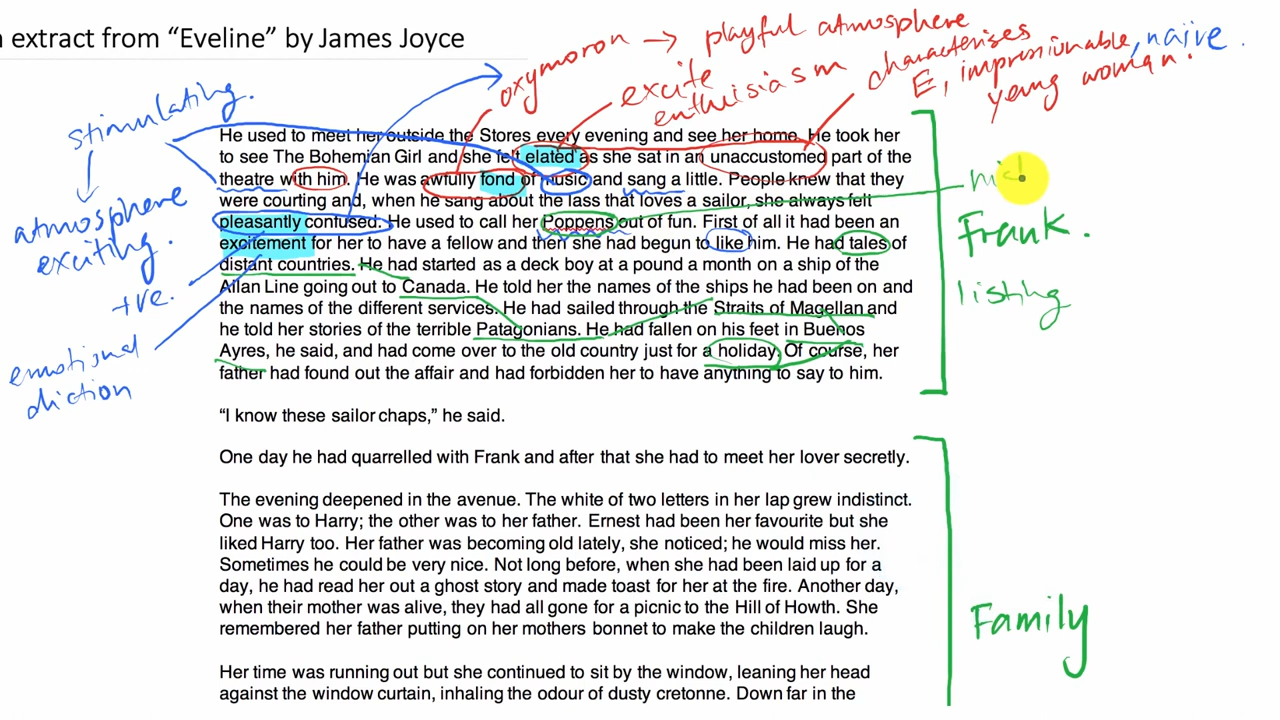 n extract from “Eveline” by James Joyce
oxymoron → playful atmosphere
excite
enthusiasm
characterises
E, impressionable, naive.
young woman.
stimulating.
atmosphere
exciting.
+ve.
emotional
diction
He used to meet her outside the Stores every evening and see her home. He took her
to see The Bohemian Girl and she felt elated as she sat in an unaccustomed part of the
theatre with him. He was awfully fond of music and sang a little. People knew that they
were courting and, when he sang about the lass that loves a sailor, she always felt
pleasantly confused. He used to call her Poppens out of fun. First of all it had been an
excitement for her to have a fellow and then she had begun to like him. He had tales of
distant countries. He had started as a deck boy at a pound a month on a ship of the
Allan Line going out to Canada. He told her the names of the ships he had been on and
the names of the different services. He had sailed through the Straits of Magellan and
he told her stories of the terrible Patagonians. He had fallen on his feet in Buenos
Ayres, he said, and had come over to the old country just for a holiday. Of course, her
father had found out the affair and had forbidden her to have anything to say to him.
Frank.
listing
“I know these sailor chaps,” he said.
One day he had quarrelled with Frank and after that she had to meet her lover secretly.
The evening deepened in the avenue. The white of two letters in her lap grew indistinct.
One was to Harry; the other was to her father. Ernest had been her favourite but she
liked Harry too. Her father was becoming old lately, she noticed; he would miss her.
Sometimes he could be very nice. Not long before, when she had been laid up for a
day, he had read her out a ghost story and made toast for her at the fire. Another day,
when their mother was alive, they had all gone for a picnic to the Hill of Howth. She
remembered her father putting on her mothers bonnet to make the children laugh.
Family
Her time was running out but she continued to sit by the window, leaning her head
against the window curtain, inhaling the odour of dusty cretonne. Down far in the